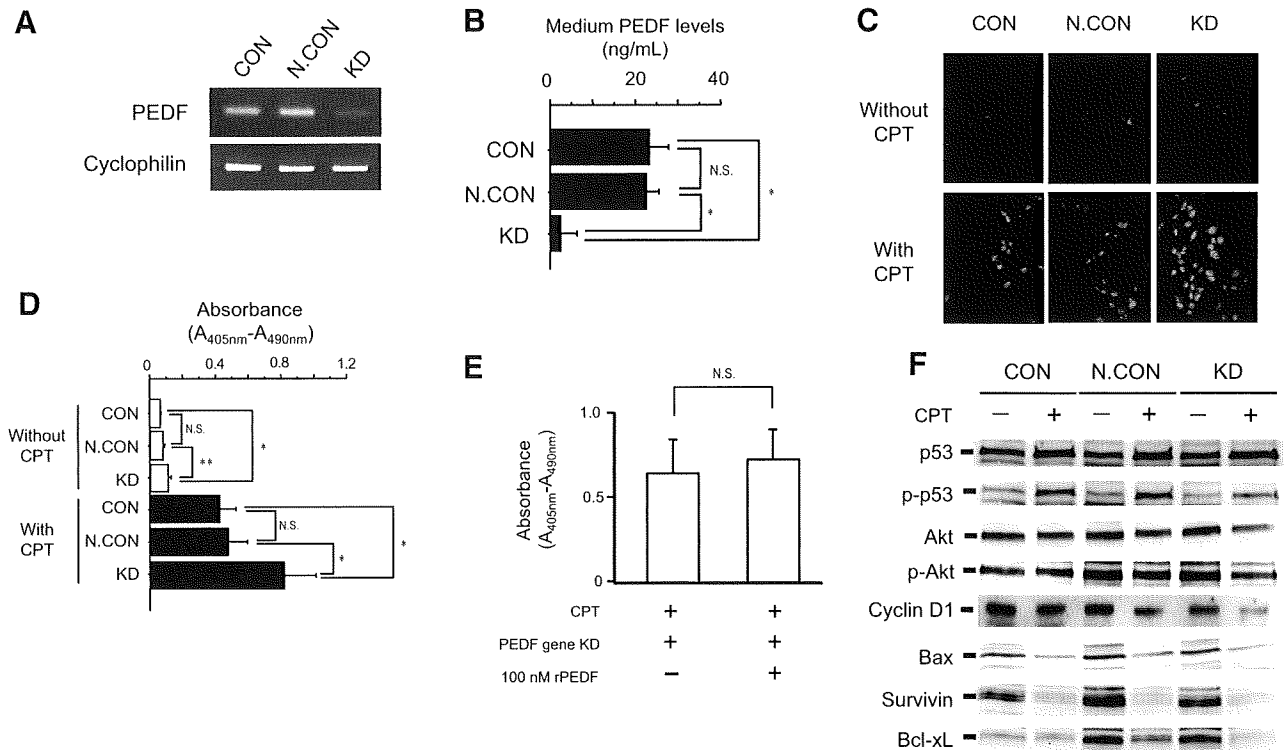 A
CON N.CON KD
PEDF
Cyclophilin
B
Medium PEDF levels
(ng/mL)
0 20 40
CON
N.CON
KD
N.S.
*
*
C
CON N.CON KD
Without
CPT
With
CPT
D
Absorbance
(A405nm-A490nm)
0 0.4 0.8 1.2
Without
CPT
CON
N.CON
KD
N.S.
**
*
With
CPT
CON
N.CON
KD
N.S.
*
*
E
N.S.
Absorbance
(A405nm-A490nm)
1.0
0.5
0
CPT + +
PEDF gene KD + +
100 nM rPEDF − +
F
CON N.CON KD
CPT − + − + − +
p53
p-p53
Akt
p-Akt
Cyclin D1
Bax
Survivin
Bcl-xL